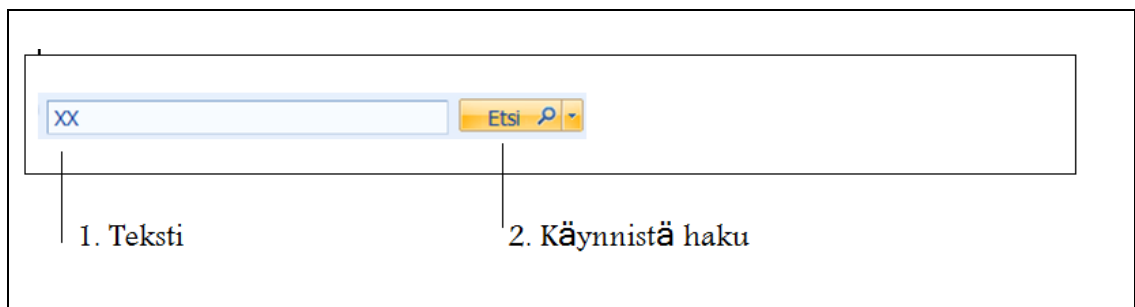 XX Etsi
1. Teksti 2. Käynnistä haku